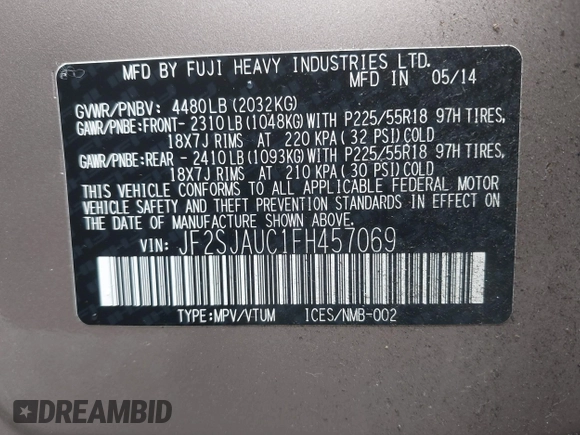 MFD BY FUJI HEAVY INDUSTRIES LTD.
MFD IN 05/14
GVWR/PNBV: 4480LB(2032KG)
GAWR/PNBE:FRONT- 2310LB(1048KG)WITH P225/55R18 97H TIRES,
18X7J RIMS AT 220 KPA( 32 PSI)COLD
GAWR/PNBE:REAR - 2410LB(1093KG)WITH P225/55R18 97H TIRES,
18X7J RIMS AT 210 KPA( 30 PSI)COLD
THIS VEHICLE CONFORMS TO ALL APPLICABLE FEDERAL MOTOR
VEHICLE SAFETY AND THEFT PREVENTION STANDARDS IN EFFECT ON
THE DATE OF MANUFACTURE SHOWN ABOVE.
VIN: JF2SJAUC1FH457069
TYPE:MPV/VTUM ICES/NMB-002
DREAMBID